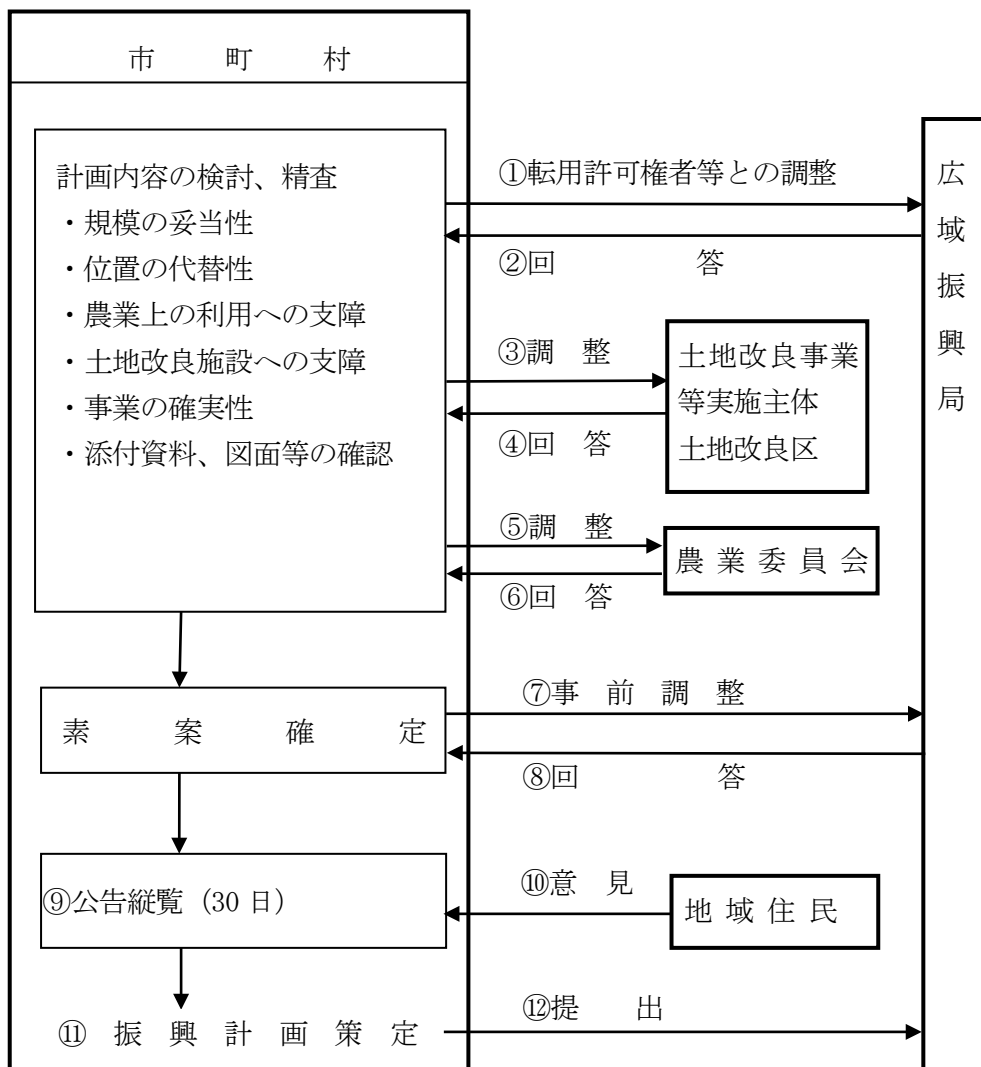 市 町 村
計画内容の検討、精査
・規模の妥当性
・位置の代替性
・農業上の利用への支障
・土地改良施設への支障
・事業の確実性
・添付資料、図面等の確認
①転用許可権者等との調整
②回 答
③調 整
④回 答
土地改良事業
等実施主体
土地改良区
⑤調 整
⑥回 答
農 業 委 員 会
広域振興局
素 案 確 定
⑦事 前 調 整
⑧回 答
⑨公告縦覧（30 日）
⑩意 見
地 域 住 民
⑪ 振 興 計 画 策 定
⑫提 出